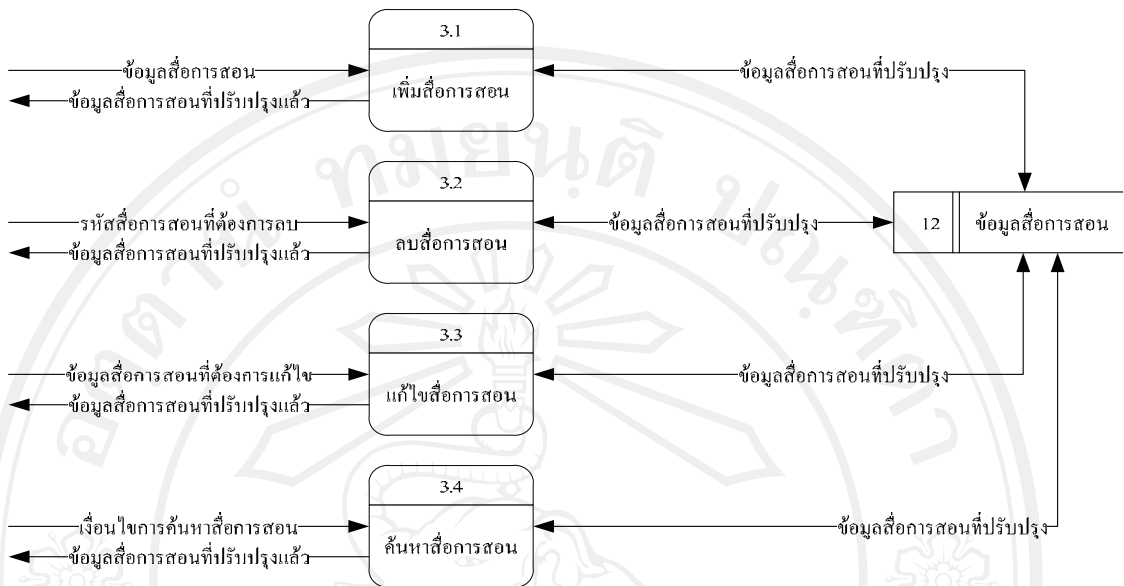 3.1
ข้อมูลสื่อการสอน
ข้อมูลสื่อการสอนที่ปรับปรุง
เพิ่มสื่อการสอน
ข้อมูลสื่อการสอนที่ปรับปรุงแล้ว
3.2
รหัสสื่อการสอนที่ต้องการลบ
ข้อมูลสื่อการสอนที่ปรับปรุง
12
ข้อมูลสื่อการสอน
ลบสื่อการสอน
ข้อมูลสื่อการสอนที่ปรับปรุงแล้ว
3.3
ข้อมูลสื่อการสอนที่ต้องการแก้ไข
ข้อมูลสื่อการสอนที่ปรับปรุง
แก้ไขสื่อการสอน
ข้อมูลสื่อการสอนที่ปรับปรุงแล้ว
3.4
เงื่อนไขการค้นหาสื่อการสอน
ข้อมูลสื่อการสอนที่ปรับปรุง
ค้นหาสื่อการสอน
ข้อมูลสื่อการสอนที่ปรับปรุงแล้ว
อตฺตานํ ทมยนฺติ ปณฺฑิตา